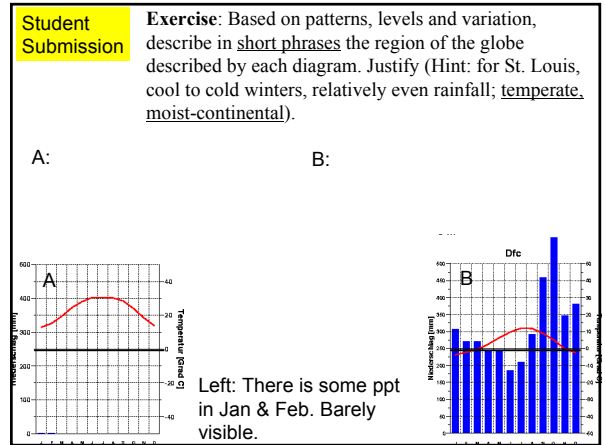 Student
Submission
Exercise: Based on patterns, levels and variation,
describe in short phrases the region of the globe
described by each diagram. Justify (Hint: for St. Louis,
cool to cold winters, relatively even rainfall; temperate,
moist-continental).
A:
B:
A
600
400
300
200
100
0
40
20
0
-20
-40
Niederschlag [mm]
Temperatur [Grad C]
J F M A M J J A S O N D
Left: There is some ppt
in Jan & Feb. Barely
visible.
Dfc
B
Niederschlag [mm]
J F M A M J J A S O N D